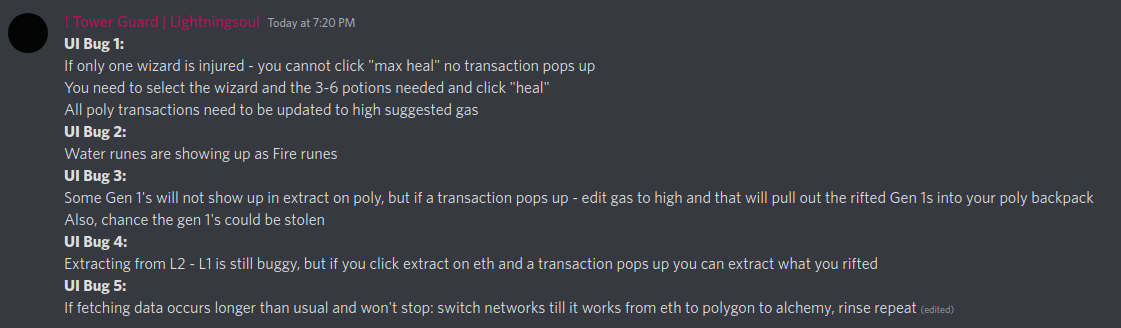 ! Tower Guard | Lightningsoul Today at 7:20 PM
UI Bug 1:
If only one wizard is injured - you cannot click "max heal" no transaction pops up
You need to select the wizard and the 3-6 potions needed and click "heal"
All poly transactions need to be updated to high suggested gas
UI Bug 2:
Water runes are showing up as Fire runes
UI Bug 3:
Some Gen 1's will not show up in extract on poly, but if a transaction pops up - edit gas to high and that will pull out the rifted Gen 1s into your poly backpack
Also, chance the gen 1's could be stolen
UI Bug 4:
Extracting from L2 - L1 is still buggy, but if you click extract on eth and a transaction pops up you can extract what you rifted
UI Bug 5:
If fetching data occurs longer than usual and won't stop: switch networks till it works from eth to polygon to alchemy, rinse repeat (edited)